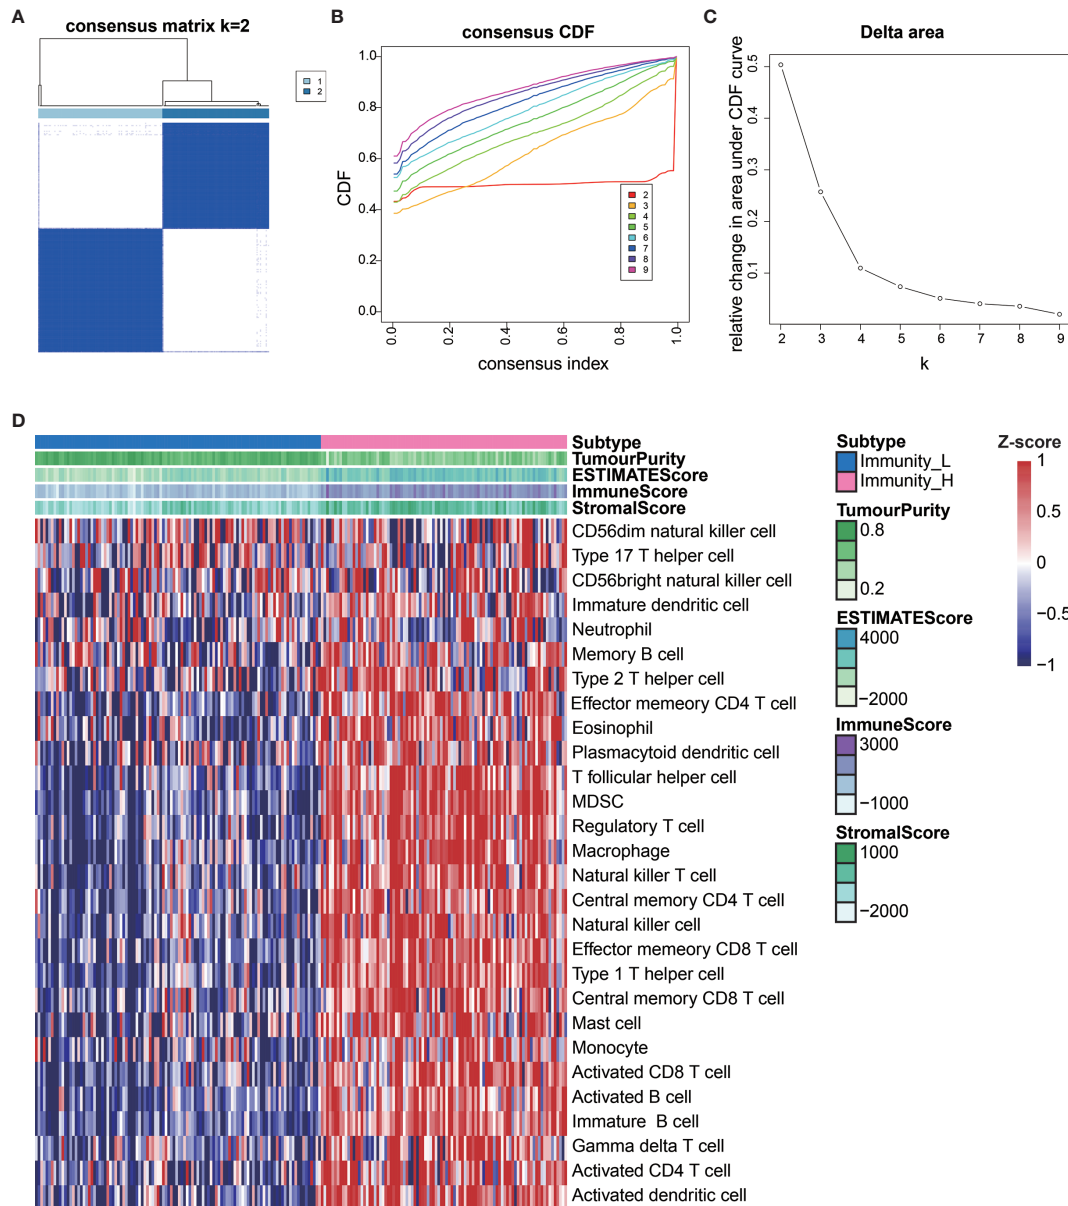 A
consensus matrix k=2
1
2
B
consensus CDF
CDF
1.0
0.8
0.6
0.4
0.2
0.0
0.0
0.2
0.4
0.6
0.8
1.0
consensus index
2
3
4
5
6
7
8
9
C
Delta area
relative change in area under CDF curve
0.5
0.4
0.3
0.2
0.1
2
3
4
5
6
7
8
9
k
D
Subtype
TumourPurity
ESTIMATEScore
ImmuneScore
StromalScore
CD56dim natural killer cell
Type 17 T helper cell
CD56bright natural killer cell
Immature dendritic cell
Neutrophil
Memory B cell
Type 2 T helper cell
Effector memeory CD4 T cell
Eosinophil
Plasmacytoid dendritic cell
T follicular helper cell
MDSC
Regulatory T cell
Macrophage
Natural killer T cell
Central memory CD4 T cell
Natural killer cell
Effector memeory CD8 T cell
Type 1 T helper cell
Central memory CD8 T cell
Mast cell
Monocyte
Activated CD8 T cell
Activated B cell
Immature  B cell
Gamma delta T cell
Activated CD4 T cell
Activated dendritic cell
Subtype
Immunity_L
Immunity_H
TumourPurity
0.8
0.2
ESTIMATEScore
4000
−2000
ImmuneScore
3000
−1000
StromalScore
1000
−2000
Z-score
1
0.5
0
−0.5
−1